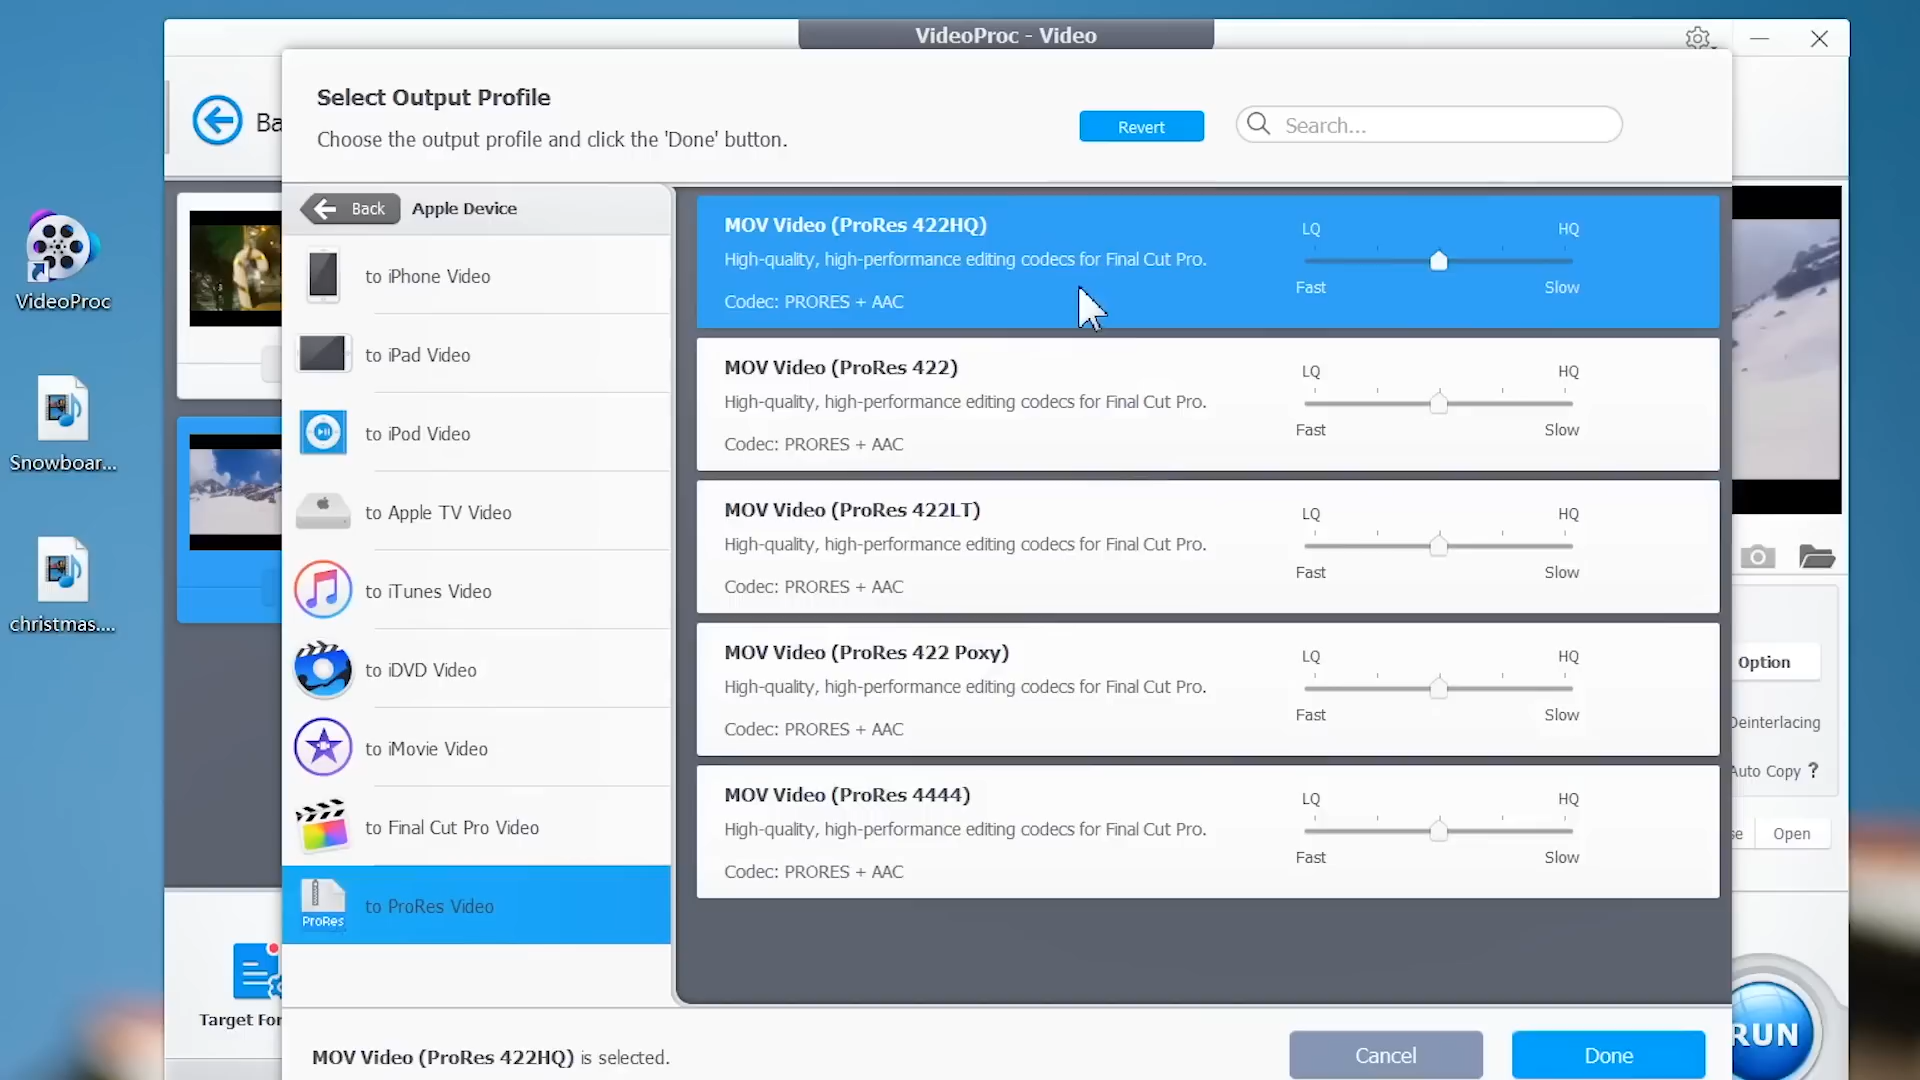 VideoProc - Video
Ba
Select Output Profile
Choose the output profile and click the 'Done' button.
Revert
Search...
Back
Apple Device
to iPhone Video
to iPad Video
to iPod Video
to Apple TV Video
to iTunes Video
to iDVD Video
to iMovie Video
to Final Cut Pro Video
ProRes
to ProRes Video
MOV Video (ProRes 422HQ)
High-quality, high-performance editing codecs for Final Cut Pro.
Codec: PRORES + AAC
LQ
HQ
Fast
Slow
MOV Video (ProRes 422)
High-quality, high-performance editing codecs for Final Cut Pro.
Codec: PRORES + AAC
LQ
HQ
Fast
Slow
MOV Video (ProRes 422LT)
High-quality, high-performance editing codecs for Final Cut Pro.
Codec: PRORES + AAC
LQ
HQ
Fast
Slow
MOV Video (ProRes 422 Poxy)
High-quality, high-performance editing codecs for Final Cut Pro.
Codec: PRORES + AAC
LQ
HQ
Fast
Slow
MOV Video (ProRes 4444)
High-quality, high-performance editing codecs for Final Cut Pro.
Codec: PRORES + AAC
LQ
HQ
Fast
Slow
VideoProc
Snowboar...
christmas....
Option
Deinterlacing
Auto Copy ?
se
Open
Target For
RUN
MOV Video (ProRes 422HQ) is selected.
Cancel
Done